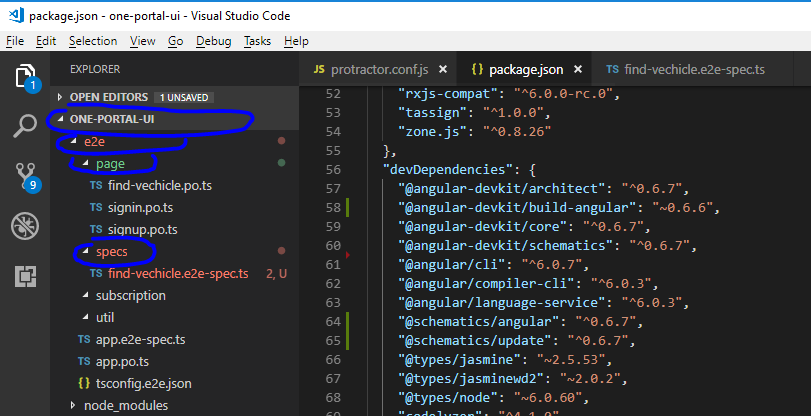 package.json - one-portal-ui - Visual Studio Code
File Edit Selection View Go Debug Tasks Help
EXPLORER
JS protractor.conf.js { } package.json × TS find-vechicle.e2e-spec.ts
1
9
OPEN EDITORS 1 UNSAVED
ONE-PORTAL-UI
e2e
page
TS find-vechicle.po.ts
TS signin.po.ts
TS signup.po.ts
specs
TS find-vechicle.e2e-spec.ts 2, U
subscription
util
TS app.e2e-spec.ts
TS app.po.ts
{ } tsconfig.e2e.json
node_modules
52 "rxjs-compat": "^6.0.0-rc.0",
53 "tassign": "^1.0.0",
54 "zone.js": "^0.8.26"
55 },
56 "devDependencies": {
57 "@angular-devkit/architect": "^0.6.7",
58 "@angular-devkit/build-angular": "~0.6.6",
59 "@angular-devkit/core": "^0.6.7",
60 "@angular-devkit/schematics": "^0.6.7",
61 "@angular/cli": "^6.0.7",
62 "@angular/compiler-cli": "^6.0.3",
63 "@angular/language-service": "^6.0.3",
64 "@schematics/angular": "^0.6.7",
65 "@schematics/update": "^0.6.7",
66 "@types/jasmine": "~2.5.53",
67 "@types/jasminewd2": "~2.0.2",
68 "@types/node": "~6.0.60",